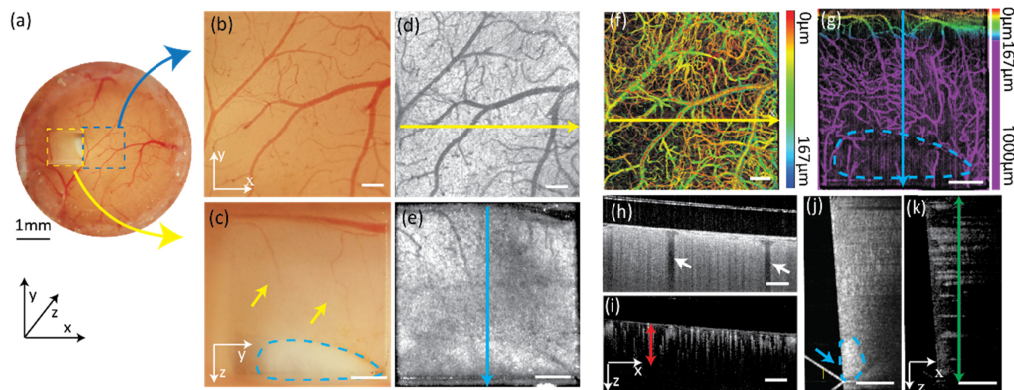 (a)
1mm
y
z
x
(b)
y
x
(c)
y
z
(d)
(e)
(f)
0μm
167μm
(g)
0μm
167μm
1000μm
(h)
(i)
x
z
(j)
(k)
x
z